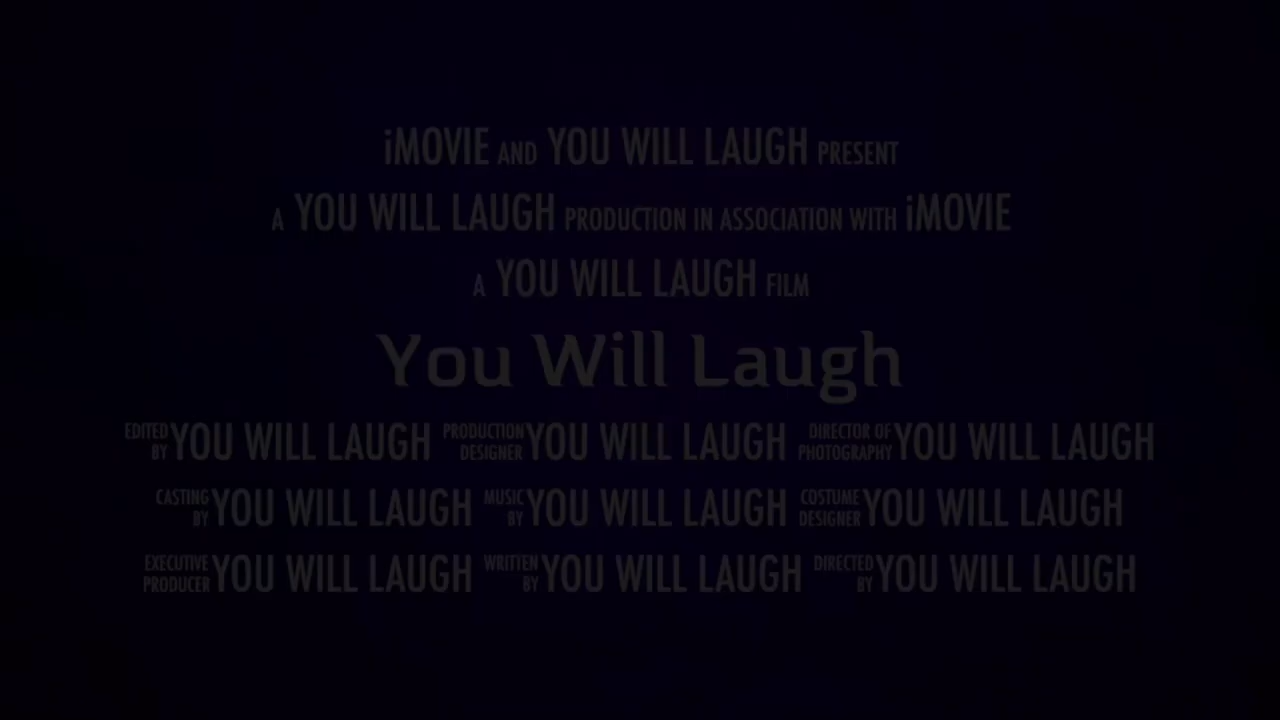 iMOVIE AND YOU WILL LAUGH PRESENT
A YOU WILL LAUGH PRODUCTION IN ASSOCIATION WITH iMOVIE
A YOU WILL LAUGH FILM
You Will Laugh
EDITED BY YOU WILL LAUGH PRODUCTION DESIGNER YOU WILL LAUGH DIRECTOR OF PHOTOGRAPHY YOU WILL LAUGH
CASTING BY YOU WILL LAUGH MUSIC BY YOU WILL LAUGH COSTUME DESIGNER YOU WILL LAUGH
EXECUTIVE PRODUCER YOU WILL LAUGH WRITTEN BY YOU WILL LAUGH DIRECTED BY YOU WILL LAUGH